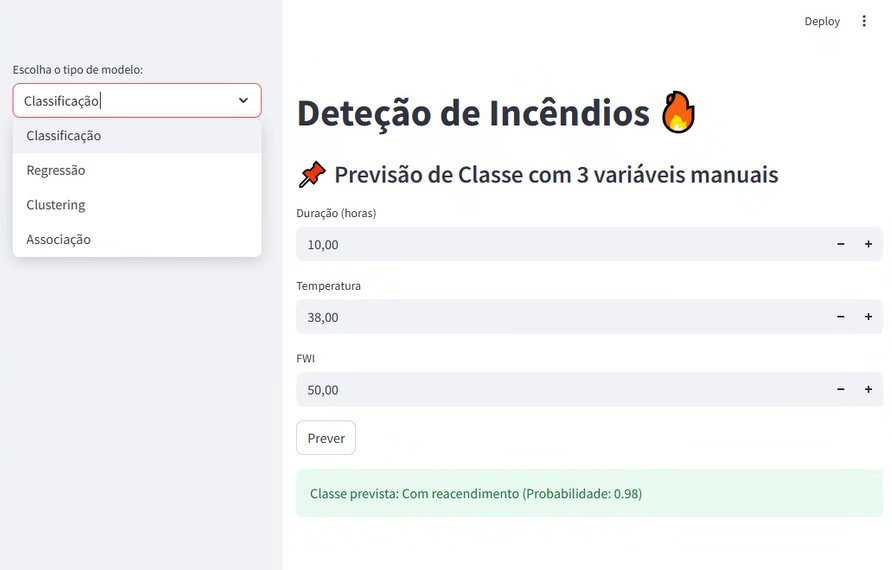 Deploy
Escolha o tipo de modelo:
Classificação
Classificação
Regressão
Clustering
Associação
Deteção de Incêndios
Previsão de Classe com 3 variáveis manuais
Duração (horas)
10,00
Temperatura
38,00
FWI
50,00
Prever
Classe prevista: Com reacendimento (Probabilidade: 0.98)